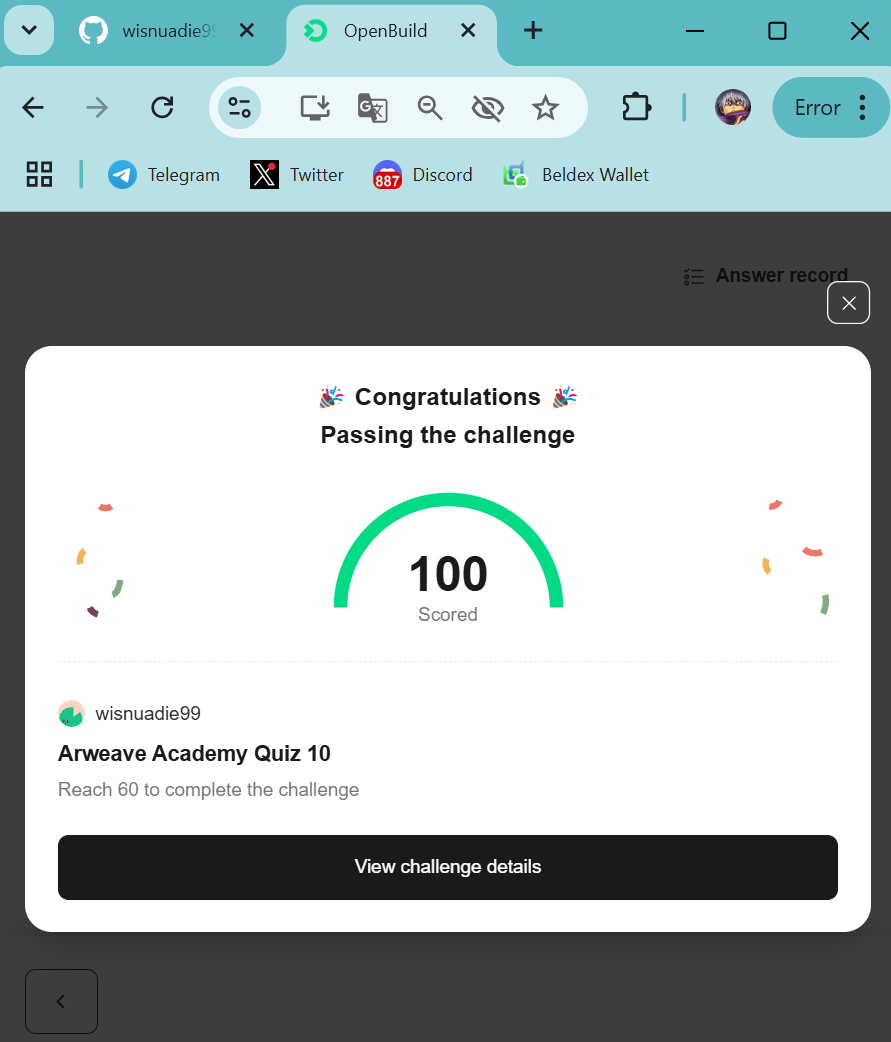 wisnuadie99
OpenBuild
Error
Telegram
Twitter
887
Discord
Beldex Wallet
Answer record
Congratulations
Passing the challenge
100
Scored
wisnuadie99
Arweave Academy Quiz 10
Reach 60 to complete the challenge
View challenge details